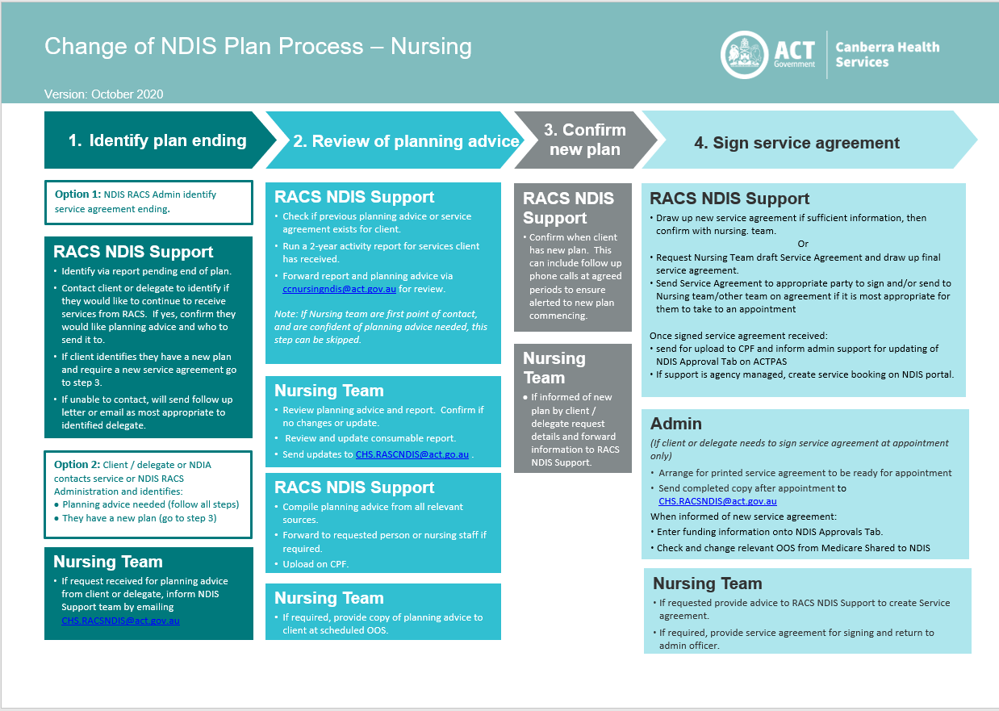 Change of NDIS Plan Process – Nursing
Version: October 2020
ACT
Government
Canberra Health
Services
1. Identify plan ending
2. Review of planning advice
3. Confirm
new plan
4. Sign service agreement
Option 1: NDIS RACS Admin identify
service agreement ending.
RACS NDIS Support
• Identify via report pending end of plan.
• Contact client or delegate to identify if
they would like to continue to receive
services from RACS. If yes, confirm they
would like planning advice and who to
send it to.
• If client identifies they have a new plan
and require a new service agreement go
to step 3.
• If unable to contact, will send follow up
letter or email as most appropriate to
identified delegate.
Option 2: Client / delegate or NDIA
contacts service or NDIS RACS
Administration and identifies:
• Planning advice needed (follow all steps)
• They have a new plan (go to step 3)
Nursing Team
• If request received for planning advice
from client or delegate, inform NDIS
Support team by emailing
CHS.RACSNDIS@act.gov.au
RACS NDIS Support
• Check if previous planning advice or service
agreement exists for client.
• Run a 2-year activity report for services client
has received.
• Forward report and planning advice via
ccnursingndis@act.gov.au for review.
Note: If Nursing team are first point of contact,
and are confident of planning advice needed, this
step can be skipped.
Nursing Team
• Review planning advice and report. Confirm if
no changes or update.
• Review and update consumable report.
• Send updates to CHS.RASCNDIS@act.go.au .
RACS NDIS Support
• Compile planning advice from all relevant
sources.
• Forward to requested person or nursing staff if
required.
• Upload on CPF.
Nursing Team
• If required, provide copy of planning advice to
client at scheduled OOS.
RACS NDIS
Support
• Confirm when client
has new plan. This
can include follow up
phone calls at agreed
periods to ensure
alerted to new plan
commencing.
Nursing
Team
• If informed of new
plan by client /
delegate request
details and forward
information to RACS
NDIS Support.
RACS NDIS Support
• Draw up new service agreement if sufficient information, then
confirm with nursing. team.
Or
• Request Nursing Team draft Service Agreement and draw up final
service agreement.
• Send Service Agreement to appropriate party to sign and/or send to
Nursing team/other team on agreement if it is most appropriate for
them to take to an appointment
Once signed service agreement received:
• send for upload to CPF and inform admin support for updating of
NDIS Approval Tab on ACTPAS
• If support is agency managed, create service booking on NDIS portal.
Admin
(If client or delegate needs to sign service agreement at appointment
only)
• Arrange for printed service agreement to be ready for appointment
• Send completed copy after appointment to
CHS.RACSNDIS@act.gov.au
When informed of new service agreement:
• Enter funding information onto NDIS Approvals Tab.
• Check and change relevant OOS from Medicare Shared to NDIS
Nursing Team
• If requested provide advice to RACS NDIS Support to create Service
agreement.
• If required, provide service agreement for signing and return to
admin officer.